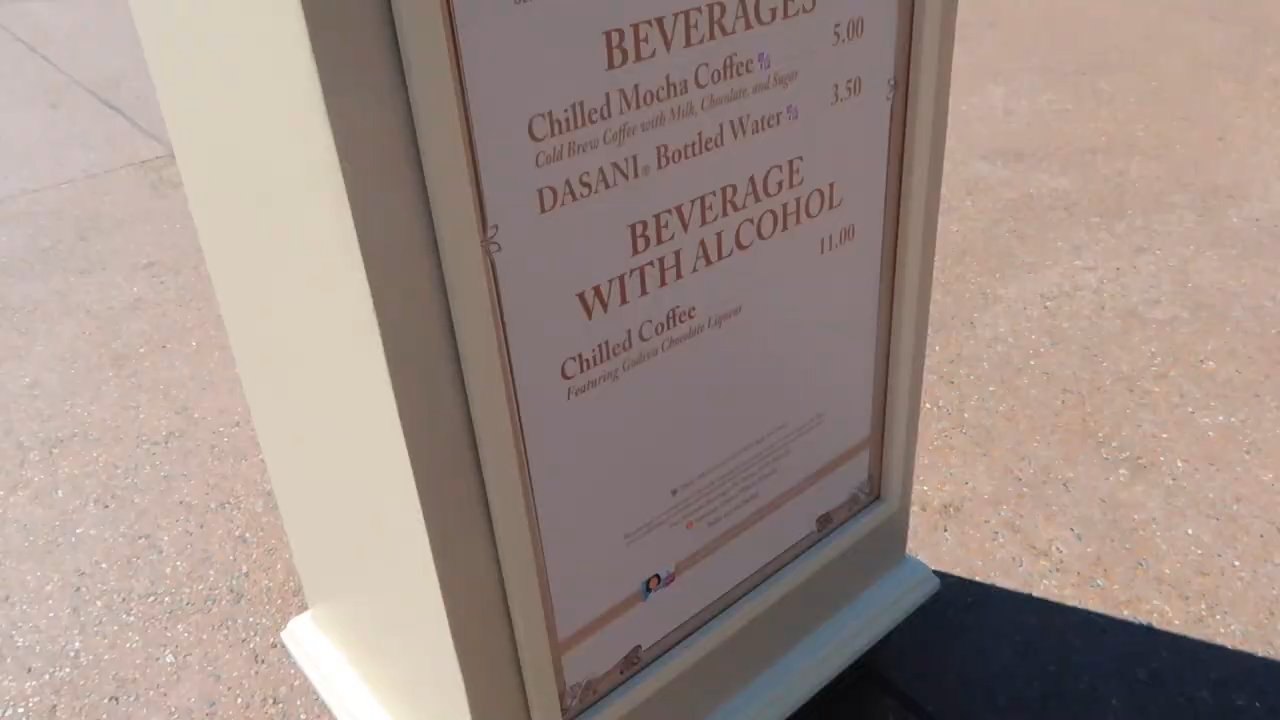 BEVERAGES
Chilled Mocha Coffee 5.00
Cold Brew Coffee with Milk, Chocolate, and Sugar
DASANI® Bottled Water 3.50
BEVERAGE
WITH ALCOHOL
Chilled Coffee 11.00
Featuring Godiva Chocolate Liqueur